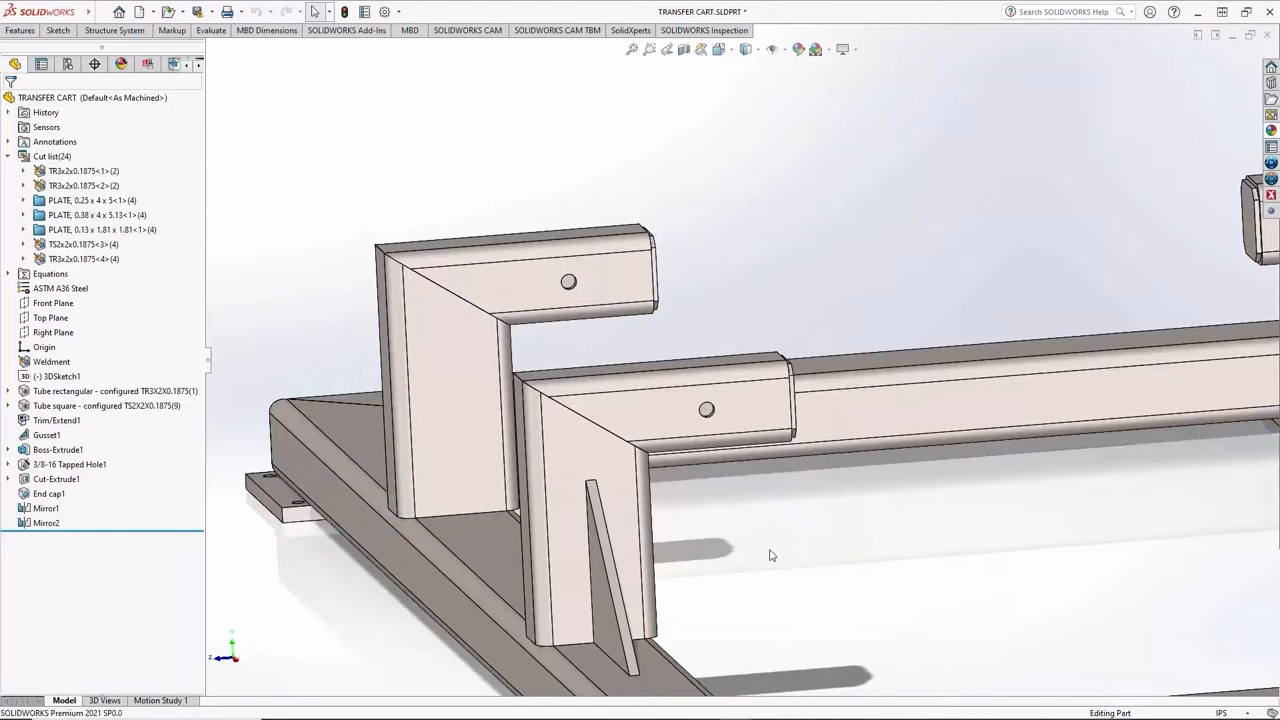 SOLIDWORKS
TRANSFER CART.SLDPRT *
Search SOLIDWORKS Help
Features
Sketch
Structure System
Markup
Evaluate
MBD Dimensions
SOLIDWORKS Add-Ins
MBD
SOLIDWORKS CAM
SOLIDWORKS CAM TBM
SolidXperts
SOLIDWORKS Inspection
TRANSFER CART (Default<As Machined>)
History
Sensors
Annotations
Cut list(24)
TR3x2x0.1875<1>(2)
TR3x2x0.1875<2>(2)
PLATE, 0.25 x 4 x 5<1>(4)
PLATE, 0.38 x 4 x 5.13<1>(4)
PLATE, 0.13 x 1.81 x 1.81<1>(4)
TS2x2x0.1875<3>(4)
TR3x2x0.1875<4>(4)
Equations
ASTM A36 Steel
Front Plane
Top Plane
Right Plane
Origin
Weldment
(-) 3DSketch1
Tube rectangular - configured TR3X2X0.1875(1)
Tube square - configured TS2X2X0.1875(9)
Trim/Extend1
Gusset1
Boss-Extrude1
3/8-16 Tapped Hole1
Cut-Extrude1
End cap1
Mirror1
Mirror2
Y
Z
Model
3D Views
Motion Study 1
SOLIDWORKS Premium 2021 SP0.0
Editing Part
IPS